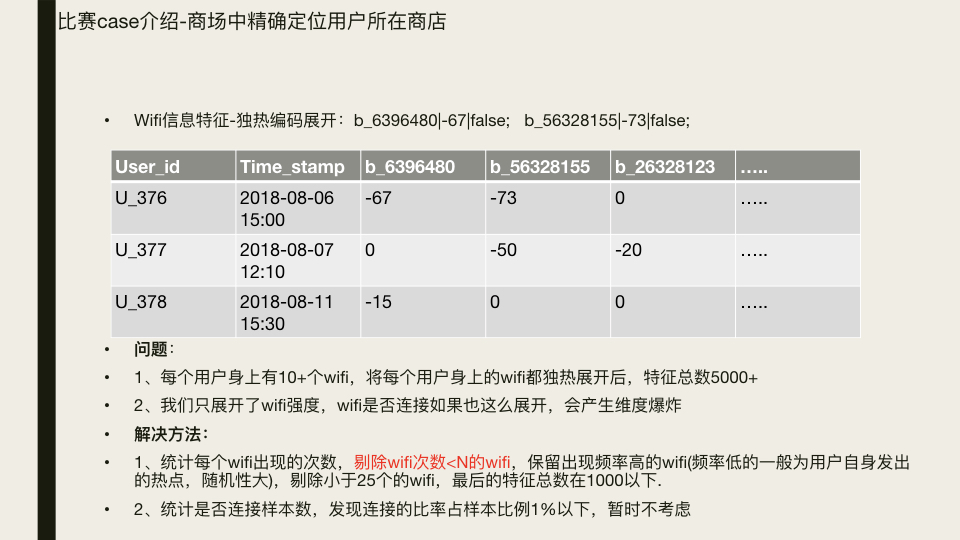 比赛case介绍-商场中精确定位用户所在商店
• Wifi信息特征-独热编码展开：b_6396480|-67|false; b_56328155|-73|false;
User_id Time_stamp b_6396480 b_56328155 b_26328123 …..
U_376 2018-08-06 15:00 -67 -73 0 …..
U_377 2018-08-07 12:10 0 -50 -20 …..
U_378 2018-08-11 15:30 -15 0 0 …..
• 问题：
• 1、每个用户身上有10+个wifi，将每个用户身上的wifi都独热展开后，特征总数5000+
• 2、我们只展开了wifi强度，wifi是否连接如果也这么展开，会产生维度爆炸
• 解决方法：
• 1、统计每个wifi出现的次数，剔除wifi次数<N的wifi，保留出现频率高的wifi(频率低的一般为用户自身发出
的热点，随机性大)，剔除小于25个的wifi，最后的特征总数在1000以下.
• 2、统计是否连接样本数，发现连接的比率占样本比例1%以下，暂时不考虑